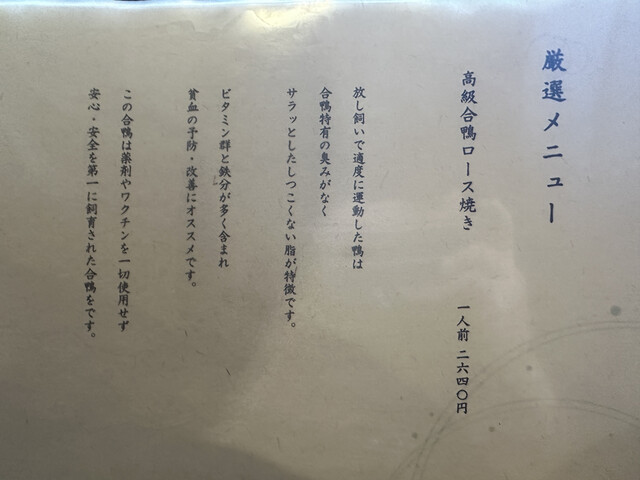 厳選メニュー
高級合鴨ロース焼き　一人前 二六四〇円
放し飼いで適度に運動した鴨は
合鴨特有の臭みがなく
サラッとしたしつこくない脂が特徴です。
ビタミン群と鉄分が多く含まれ
貧血の予防・改善にオススメです。
この合鴨は薬剤やワクチンを一切使用せず
安心・安全を第一に飼育された合鴨をです。